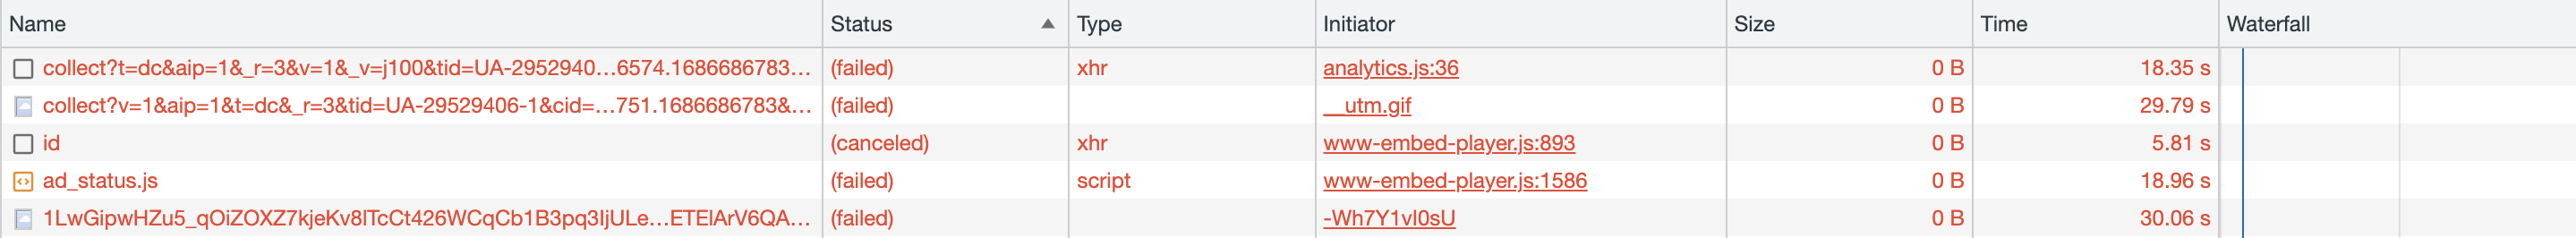 Name Status Type Initiator Size Time Waterfall
collect?t=dc&aip=1&_r=3&v=1&_v=j100&tid=UA-2952940…6574.1686686783… (failed) xhr analytics.js:36 0 B 18.35 s
collect?v=1&aip=1&t=dc&_r=3&tid=UA-29529406-1&cid=…751.1686686783&… (failed) __utm.gif 0 B 29.79 s
id (canceled) xhr www-embed-player.js:893 0 B 5.81 s
ad_status.js (failed) script www-embed-player.js:1586 0 B 18.96 s
1LwGipwHZu5_qOiZOXZ7kjeKv8lTcCt426WCqCb1B3pq3IjULe…ETElArV6QA… (failed) -Wh7Y1vI0sU 0 B 30.06 s